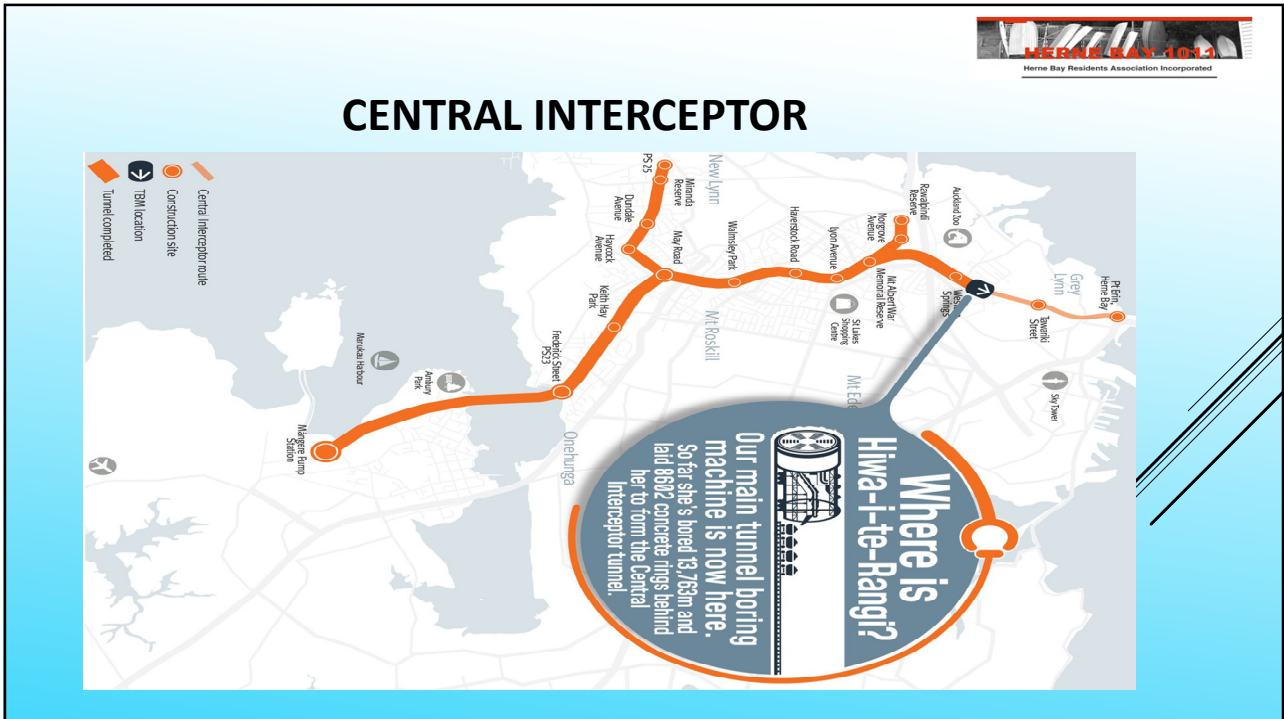 HERNE BAY 1011
Herne Bay Residents Association Incorporated
CENTRAL INTERCEPTOR
Central Interceptor route
Construction site
TBM location
Tunnel completed
Pt Erin,
Herne Bay
Tawariki
Street
Grey
Lynn
Sky Tower
Auckland Zoo
Western
Springs
Rawalpindi
Reserve
Norgrove
Avenue
Mt Albert War
Memorial Reserve
Lyon Avenue
St Lukes
Shopping
Centre
Mt Ede
Haverstock Road
Walmsley Park
Mt Roskill
May Road
New Lynn
PS 25
Miranda
Reserve
Dundale
Avenue
Haycock
Avenue
Keith Hay
Park
Frederick Street
PS23
Onehunga
Ambury
Park
Manukau Harbour
Māngere Pump
Station
Where is
Hiwa-i-te-Rangi?
Our main tunnel boring
machine is now here.
So far she's bored 13,763m and
laid 8602 concrete rings behind
her to form the Central
Interceptor tunnel.